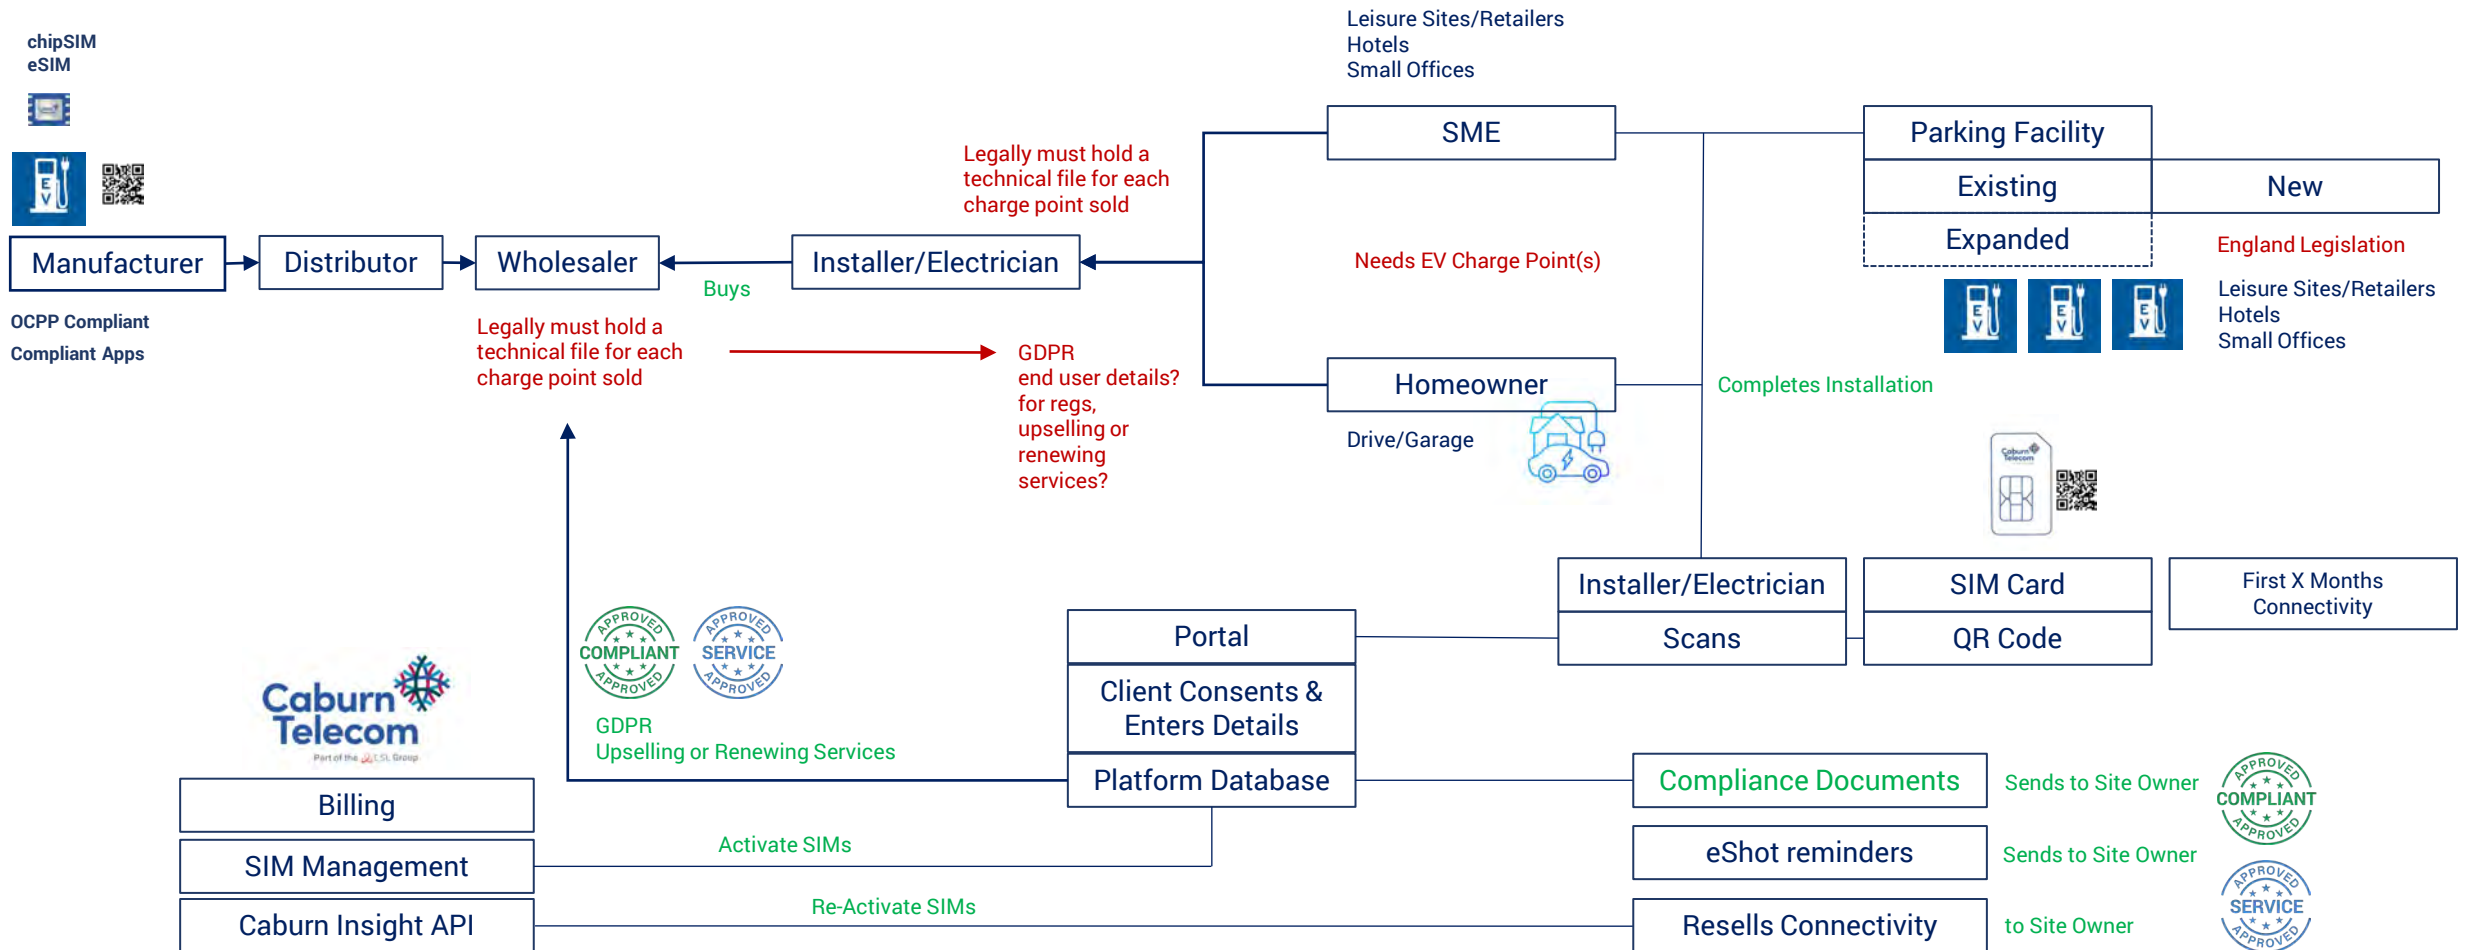 chipSIM
eSIM
Leisure Sites/Retailers
Hotels
Small Offices
E
V
SME
Parking Facility
Existing
New
Expanded
England Legislation
Legally must hold a
technical file for each
charge point sold
Manufacturer
Distributor
Wholesaler
Buys
Installer/Electrician
Needs EV Charge Point(s)
E
V
E
V
E
V
Leisure Sites/Retailers
Hotels
Small Offices
OCPP Compliant
Compliant Apps
Legally must hold a
technical file for each
charge point sold
GDPR
end user details?
for regs,
upselling or
renewing
services?
Homeowner
Completes Installation
Drive/Garage
Caburn
Telecom
Installer/Electrician
Scans
SIM Card
QR Code
First X Months
Connectivity
APPROVED
COMPLIANT
APPROVED
APPROVED
SERVICE
APPROVED
GDPR
Upselling or Renewing Services
Portal
Client Consents &
Enters Details
Platform Database
Caburn
Telecom
Part of the CSL Group
Billing
SIM Management
Caburn Insight API
Activate SIMs
Re-Activate SIMs
Compliance Documents
Sends to Site Owner
APPROVED
COMPLIANT
APPROVED
eShot reminders
Sends to Site Owner
Resells Connectivity
to Site Owner
APPROVED
SERVICE
APPROVED